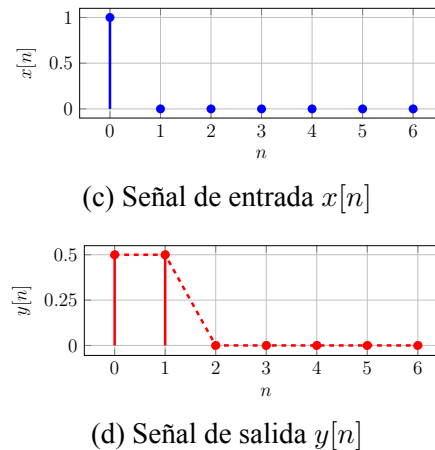 1
0.5
0
x[n]
0 1 2 3 4 5 6
n
(c) Señal de entrada x[n]
0.5
0.25
0
y[n]
0 1 2 3 4 5 6
n
(d) Señal de salida y[n]